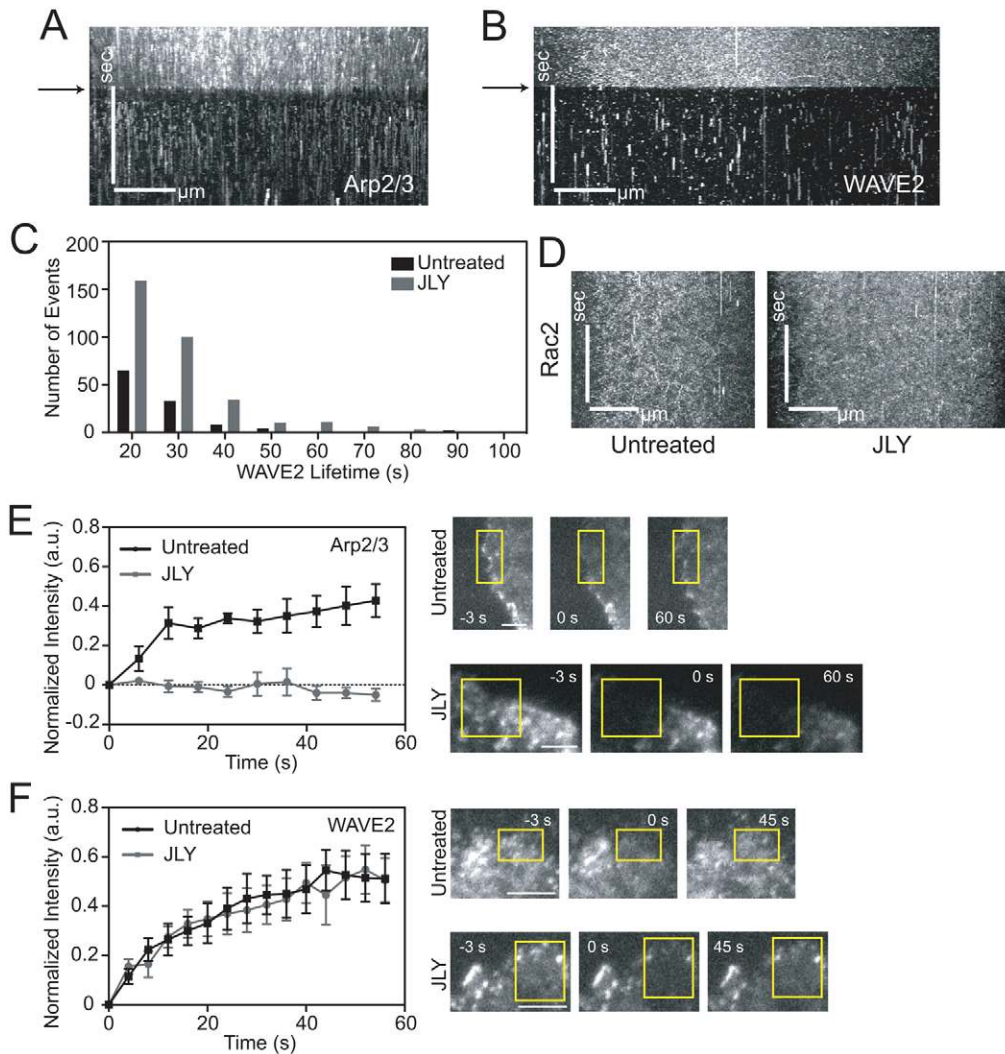 A
sec
µm
Arp2/3
B
sec
µm
WAVE2
C
Number of Events
200
150
100
50
0
Untreated
JLY
20 30 40 50 60 70 80 90 100
WAVE2 Lifetime (s)
D
Rac2
sec
µm
Untreated
sec
µm
JLY
E
Normalized Intensity (a.u.)
0.8
0.6
0.4
0.2
0
-0.2
Untreated
JLY
Arp2/3
0 20 40 60
Time (s)
Untreated
-3 s
0 s
60 s
JLY
-3 s
0 s
60 s
F
Normalized Intensity (a.u.)
0.8
0.6
0.4
0.2
0
Untreated
JLY
WAVE2
0 20 40 60
Time (s)
Untreated
-3 s
0 s
45 s
JLY
-3 s
0 s
45 s